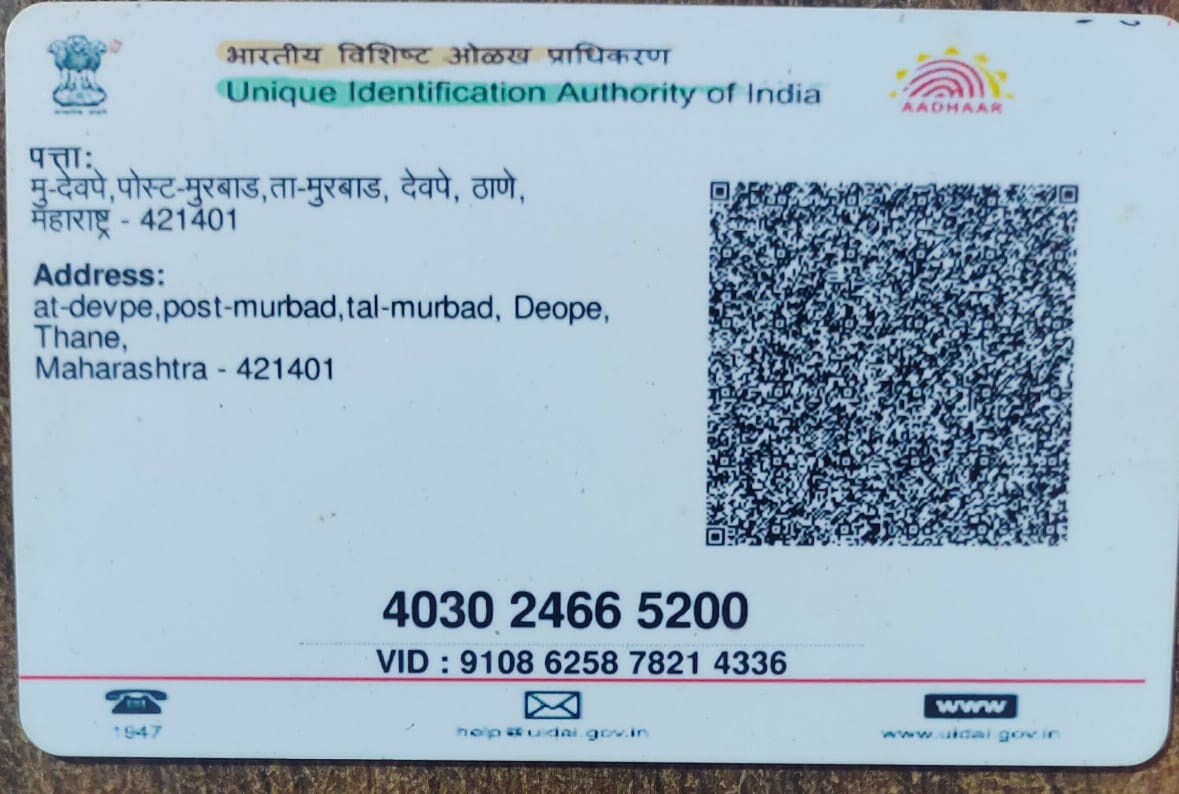 भारतीय विशिष्ट ओळख प्राधिकरण
Unique Identification Authority of India
AADHAAR
पत्ता:
मु-देवपे,पोस्ट-मुरबाड,ता-मुरबाड, देवपे, ठाणे,
महाराष्ट्र - 421401
Address:
at-devpe,post-murbad,tal-murbad, Deope,
Thane,
Maharashtra - 421401
4030 2466 5200
VID : 9108 6258 7821 4336
1947
help@uidai.gov.in
www
www.uidai.gov.in